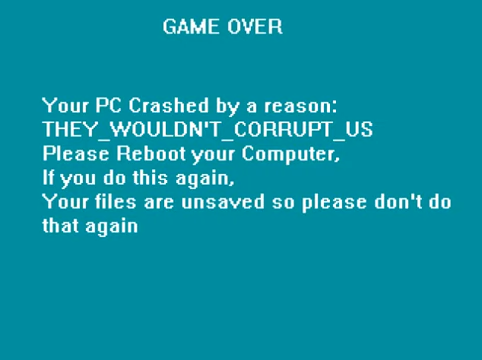 GAME OVER
Your PC Crashed by a reason:
THEY_WOULDN'T_CORRUPT_US
Please Reboot your Computer,
If you do this again,
Your files are unsaved so please don't do
that again